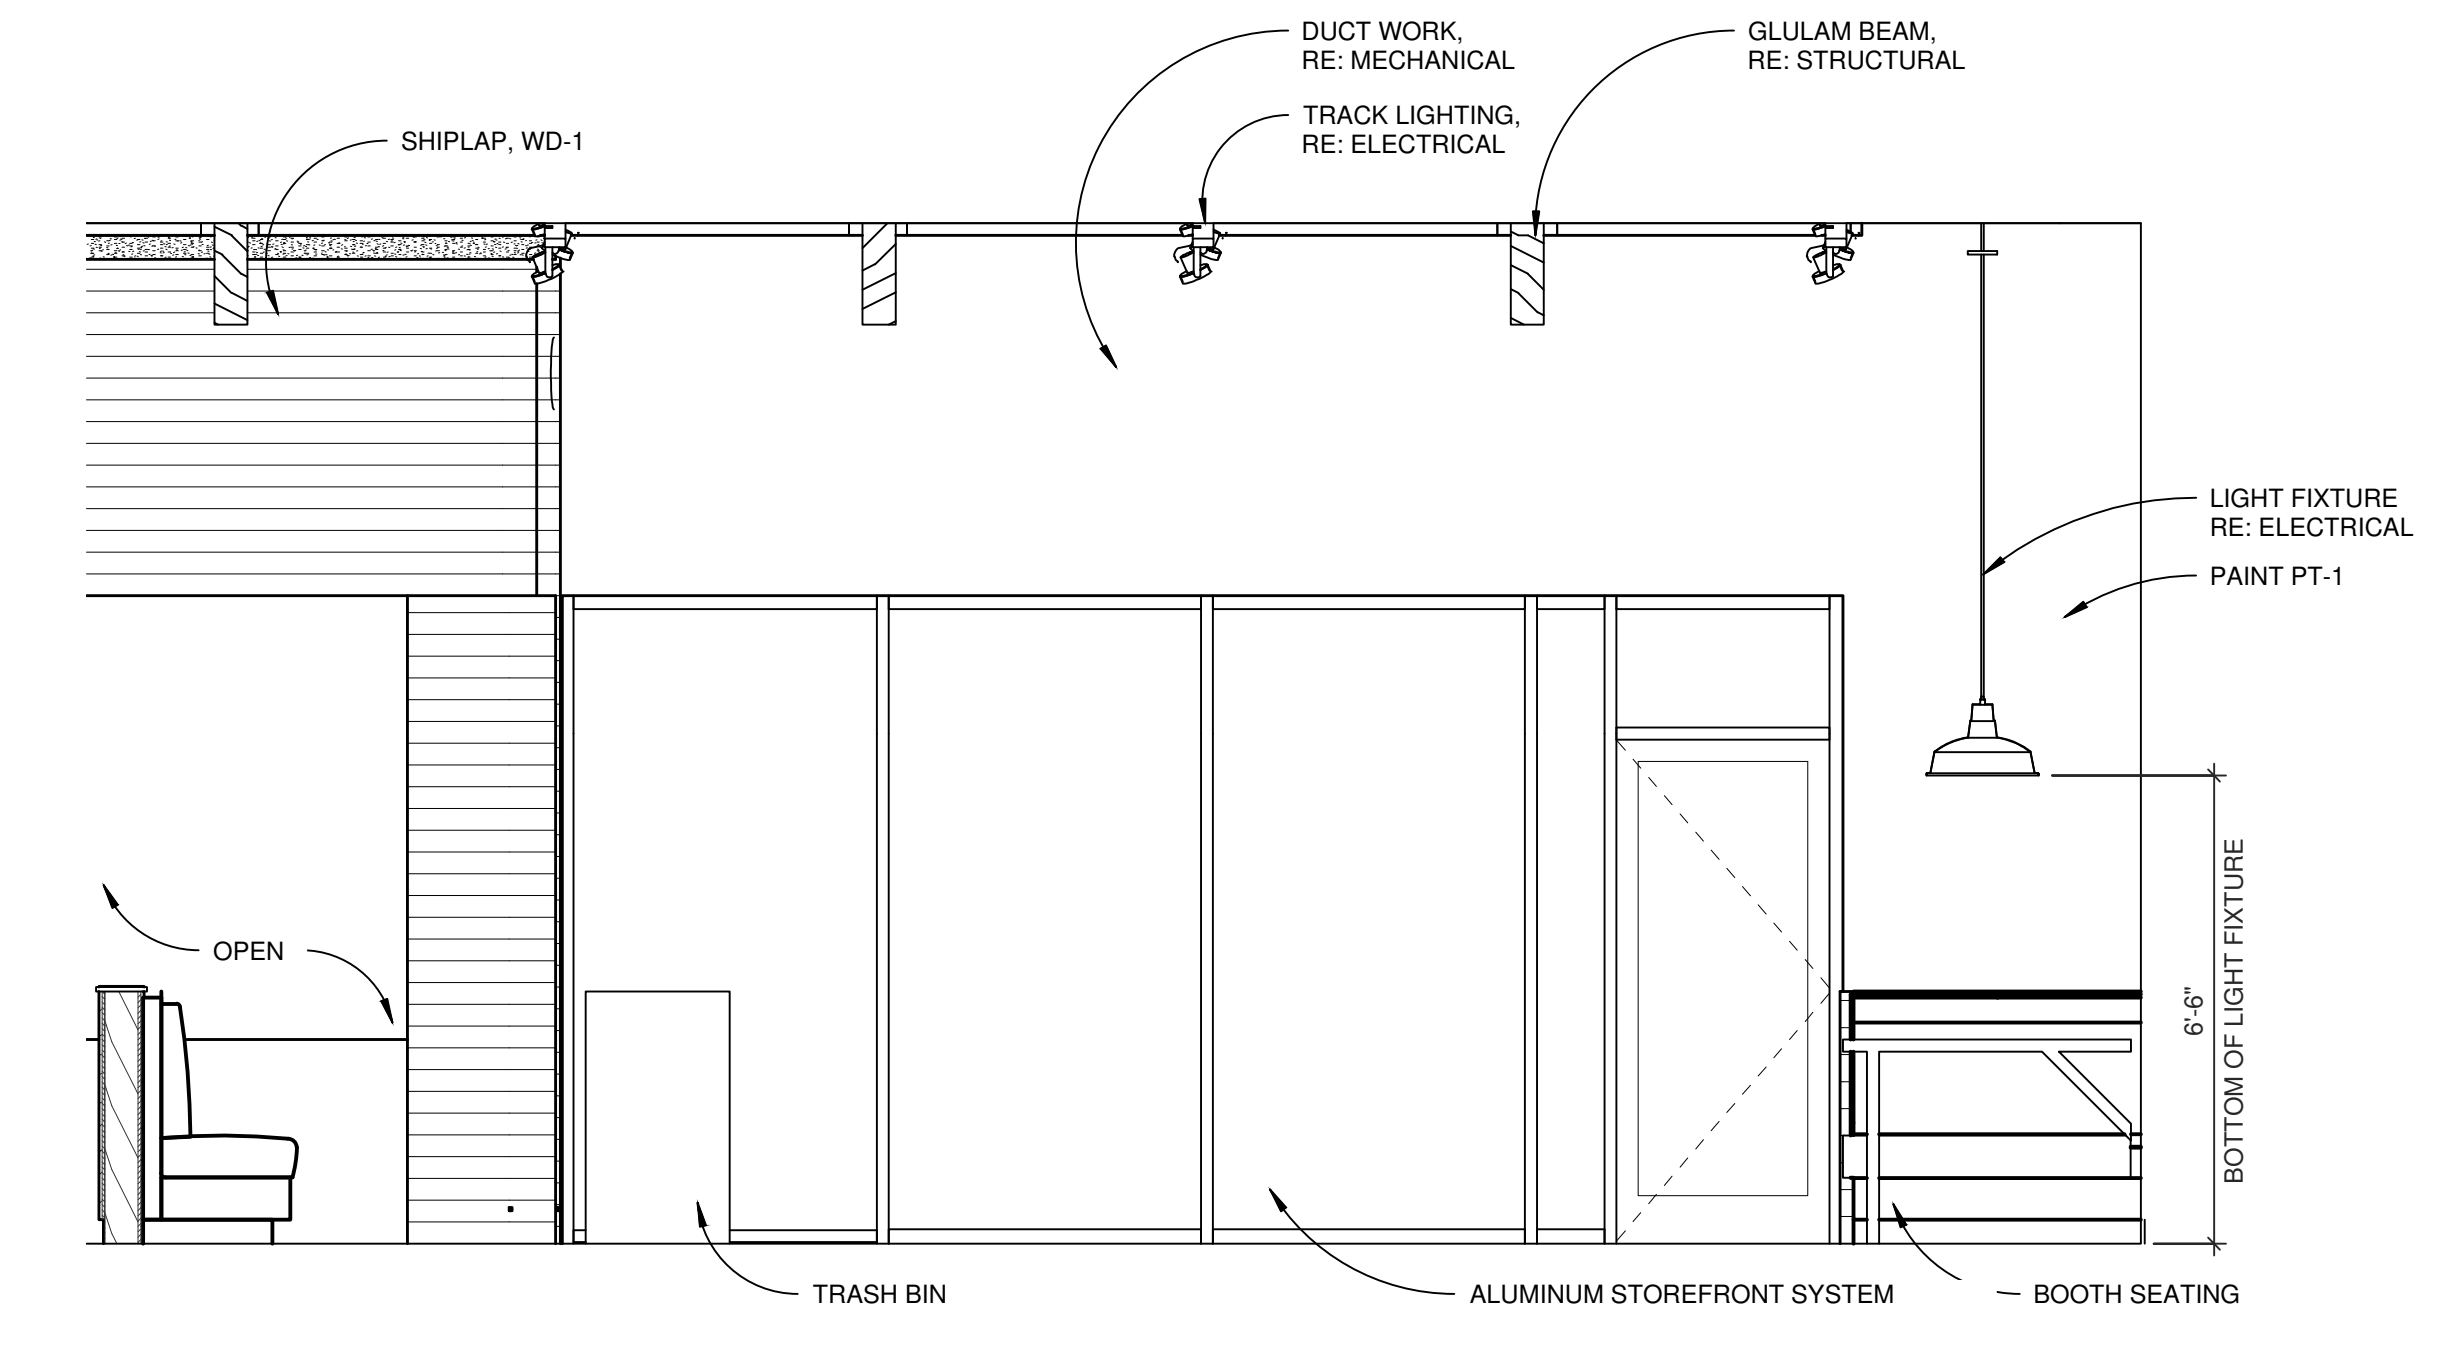 DUCT WORK,
RE: MECHANICAL
GLULAM BEAM,
RE: STRUCTURAL
TRACK LIGHTING,
RE: ELECTRICAL
SHIPLAP, WD-1
LIGHT FIXTURE
RE: ELECTRICAL
PAINT PT-1
OPEN
6'-6"
BOTTOM OF LIGHT FIXTURE
TRASH BIN
ALUMINUM STOREFRONT SYSTEM
BOOTH SEATING